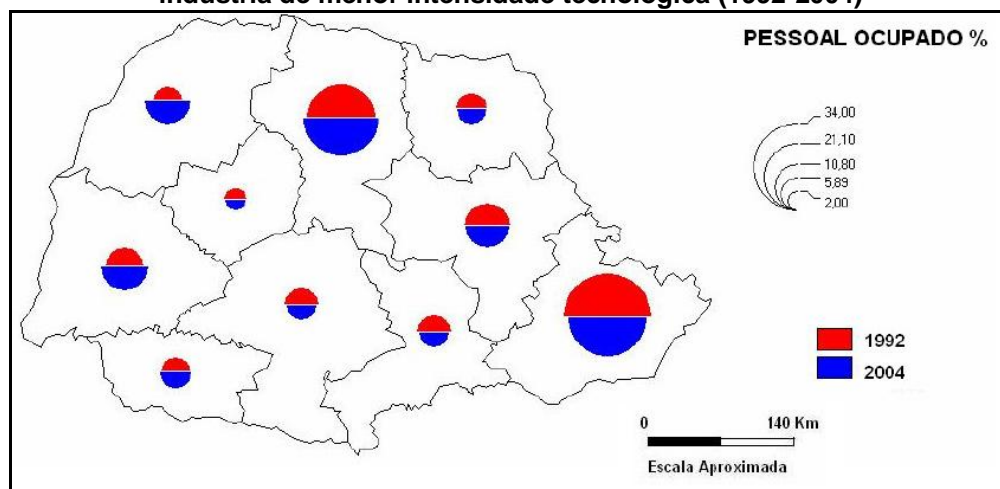 indústria de menor intensidade tecnológica (1992-2004)
PESSOAL OCUPADO %
34,00
21,10
10,80
5,89
2,00
1992
2004
0 140 Km
Escala Aproximada